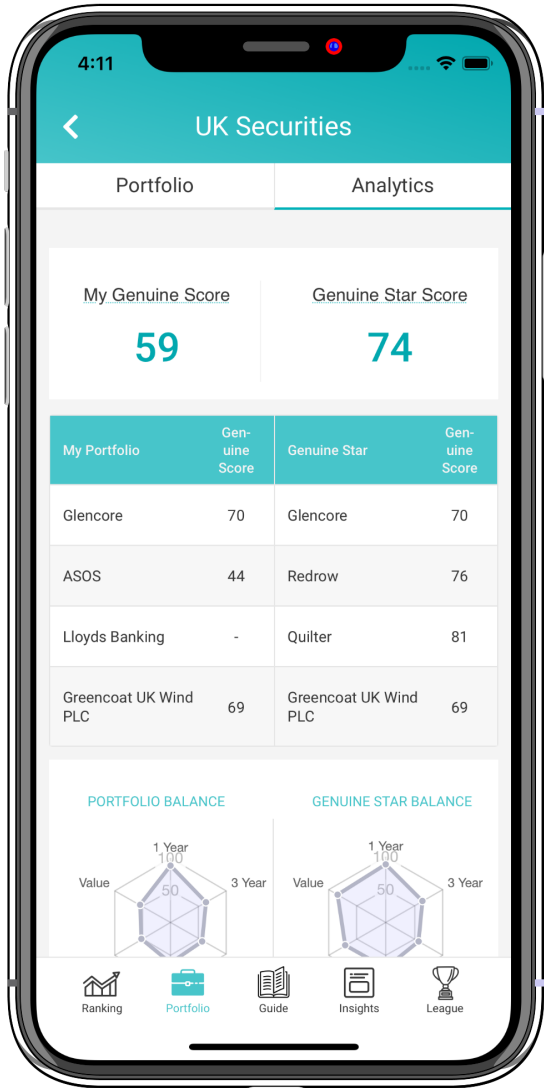 4:11
UK Securities
Portfolio
Analytics
My Genuine Score
Genuine Star Score
59
74
My Portfolio
Gen-
uine
Score
Genuine Star
Gen-
uine
Score
Glencore 70 Glencore 70
ASOS 44 Redrow 76
Lloyds Banking - Quilter 81
Greencoat UK Wind
PLC
69
Greencoat UK Wind
PLC
69
PORTFOLIO BALANCE
GENUINE STAR BALANCE
1 Year
100
Value
50
3 Year
1 Year
100
Value
50
3 Year
Ranking
Portfolio
Guide
Insights
League